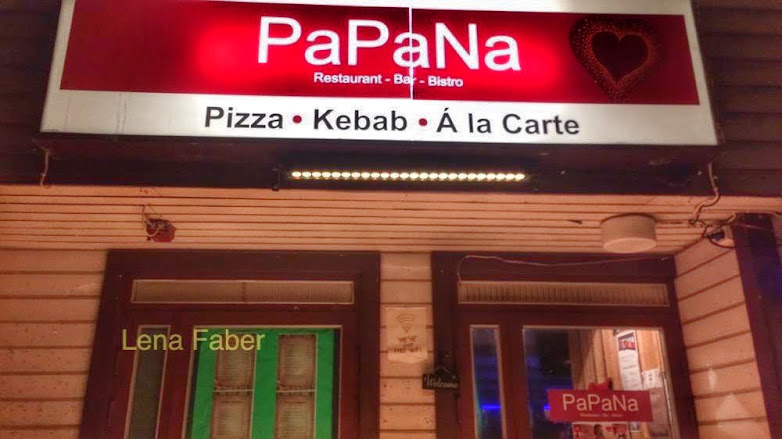 PaPaNa
Restaurant - Bar - Bistro
Pizza • Kebab • Á la Carte
Lena Faber
Welcome
PaPaNa